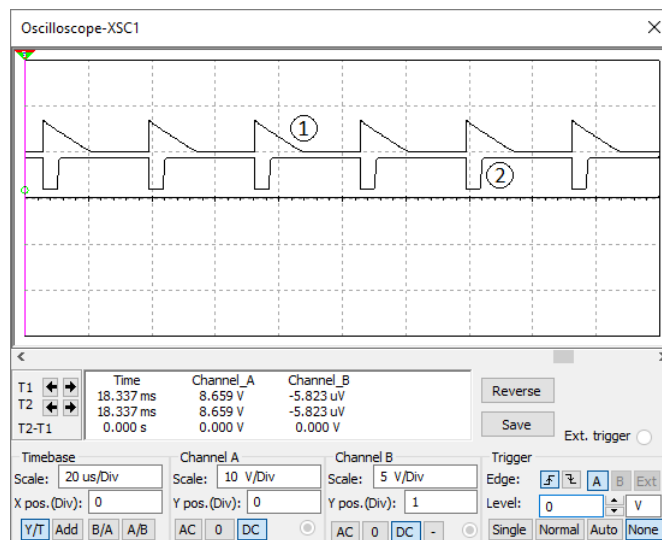 Oscilloscope-XSC1
1
2
T1
T2
T2-T1
Time Channel_A Channel_B
18.337 ms 8.659 V -5.823 uV
18.337 ms 8.659 V -5.823 uV
0.000 s 0.000 V 0.000 V
Reverse
Save
Ext. trigger
Timebase
Scale: 20 us/Div
X pos.(Div): 0
Y/T Add B/A A/B
Channel A
Scale: 10 V/Div
Y pos.(Div): 0
AC 0 DC
Channel B
Scale: 5 V/Div
Y pos.(Div): 1
AC 0 DC -
Trigger
Edge: A B Ext
Level: 0 V
Single Normal Auto None